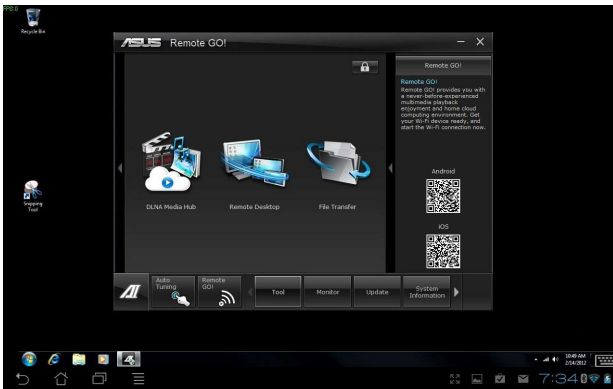 FPS:6
Recycle Bin
ASUS Remote GO!
Remote GO!
Remote GO!
Remote GO! provides you with
a never-before-experienced
multimedia playback
enjoyment and home cloud
computing environment. Get
your Wi-Fi device ready, and
start the Wi-Fi connection now.
Android
Snipping
Tool
DLNA Media Hub
Remote Desktop
File Transfer
iOS
Auto
Tuning
Remote
GO!
Tool
Monitor
Update
System
Information
10:49 AM
2/14/2012
7:34